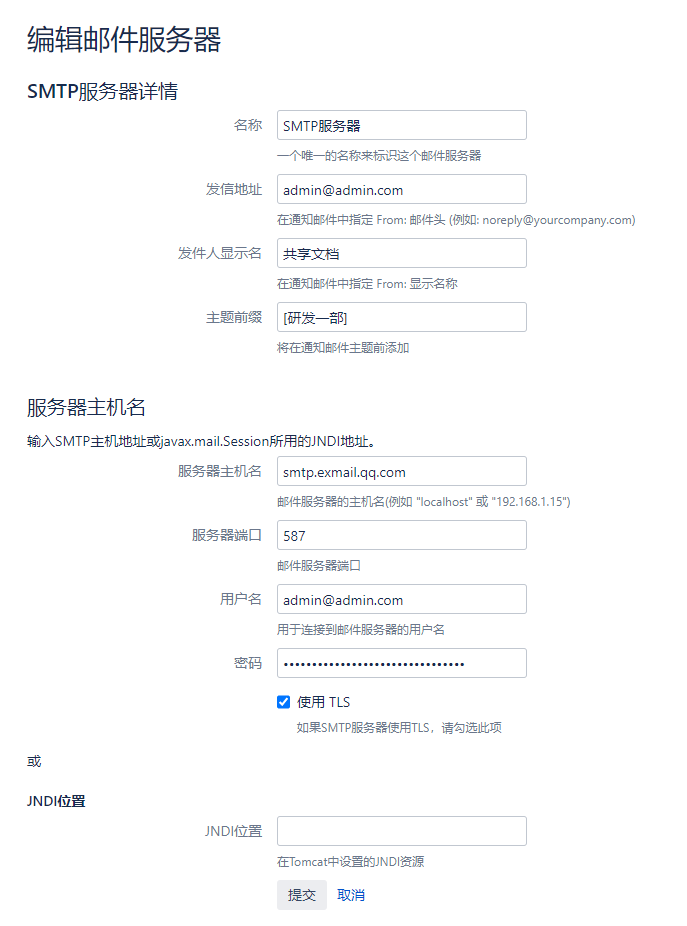 编辑邮件服务器
SMTP服务器详情
名称 SMTP服务器
一个唯一的名称来标识这个邮件服务器
发信地址 admin@admin.com
在通知邮件中指定 From: 邮件头 (例如: noreply@yourcompany.com)
发件人显示名 共享文档
在通知邮件中指定 From: 显示名称
主题前缀 [研发一部]
将在通知邮件主题前添加
服务器主机名
输入SMTP主机地址或javax.mail.Session所用的JNDI地址。
服务器主机名 smtp.exmail.qq.com
邮件服务器的主机名(例如 "localhost" 或 "192.168.1.15")
服务器端口 587
邮件服务器端口
用户名 admin@admin.com
用于连接到邮件服务器的用户名
密码 ••••••••••••••••••••••••••••••••
使用 TLS
如果SMTP服务器使用TLS，请勾选此项
或
JNDI位置
JNDI位置
在Tomcat中设置的JNDI资源
提交 取消